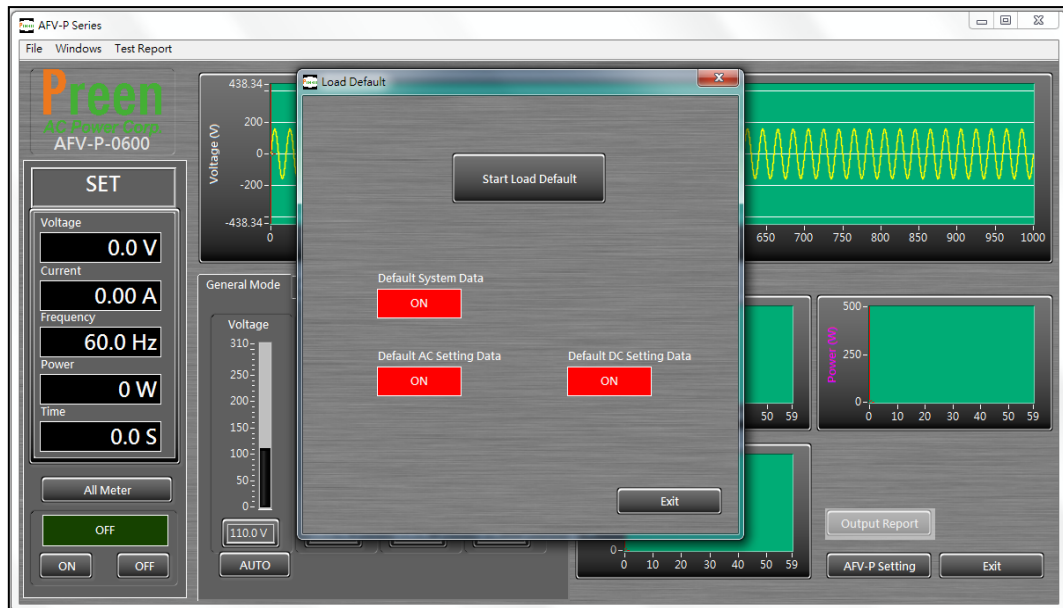 AFV-P Series
File Windows Test Report
Preen
AC Power Corp.
AFV-P-0600
SET
Voltage
0.0 V
Current
0.00 A
Frequency
60.0 Hz
Power
0 W
Time
0.0 S
All Meter
OFF
ON OFF
438.34
200
0
-200
-438.34
Voltage (V)
0
650 700 750 800 850 900 950 1000
General Mode
Voltage
310
250
200
150
100
50
0
110.0 V
AUTO
Load Default
Start Load Default
Default System Data
ON
Default AC Setting Data Default DC Setting Data
ON ON
Exit
50 59
500
250
0
Power (W)
0 10 20 30 40 50 59
0
0 10 20 30 40 50 59
Output Report
AFV-P Setting Exit